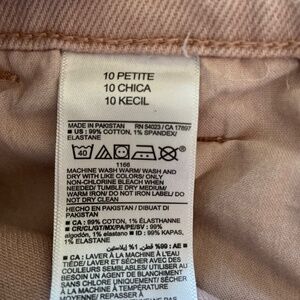 10 PETITE
10 CHICA
10 KECIL
MADE IN PAKISTAN RN 54023 / CA 17897
■ US : 99% COTTON, 1% SPANDEX/
ELASTANE
40
1166
MACHINE WASH WARM/ WASH AND
DRY WITH LIKE COLORS/ ONLY
NON-CHLORINE BLEACH WHEN
NEEDED/ TUMBLE DRY MEDIUM/
WARM IRON/ DO NOT IRON LABEL/ DO
NOT DRY CLEAN
HECHO EN PAKISTAN / DIBUAT DI
PAKISTAN
■ CA : 99% COTON, 1% ÉLASTHANNE
■ CR/CL/GT/MX/PA/PE/SV : 99%
algodón, 1% elastano ■ ID : 99% KAPAS,
1% ELASTANE
■ AE : 99% قطن, 1% إيلاستين
■ CA : LAVER À LA MACHINE À L'EAU
TIÈDE/ LAVER ET SÉCHER AVEC DES
COULEURS SEMBLABLES/ UTILISER AU
BESOIN UN AGENT DE BLANCHIMENT
SANS CHLORE UNIQUEMENT/ SÉCHER
À LA MACHINE À TEMPÉRATURE
MOYENNE/ REPASSER À